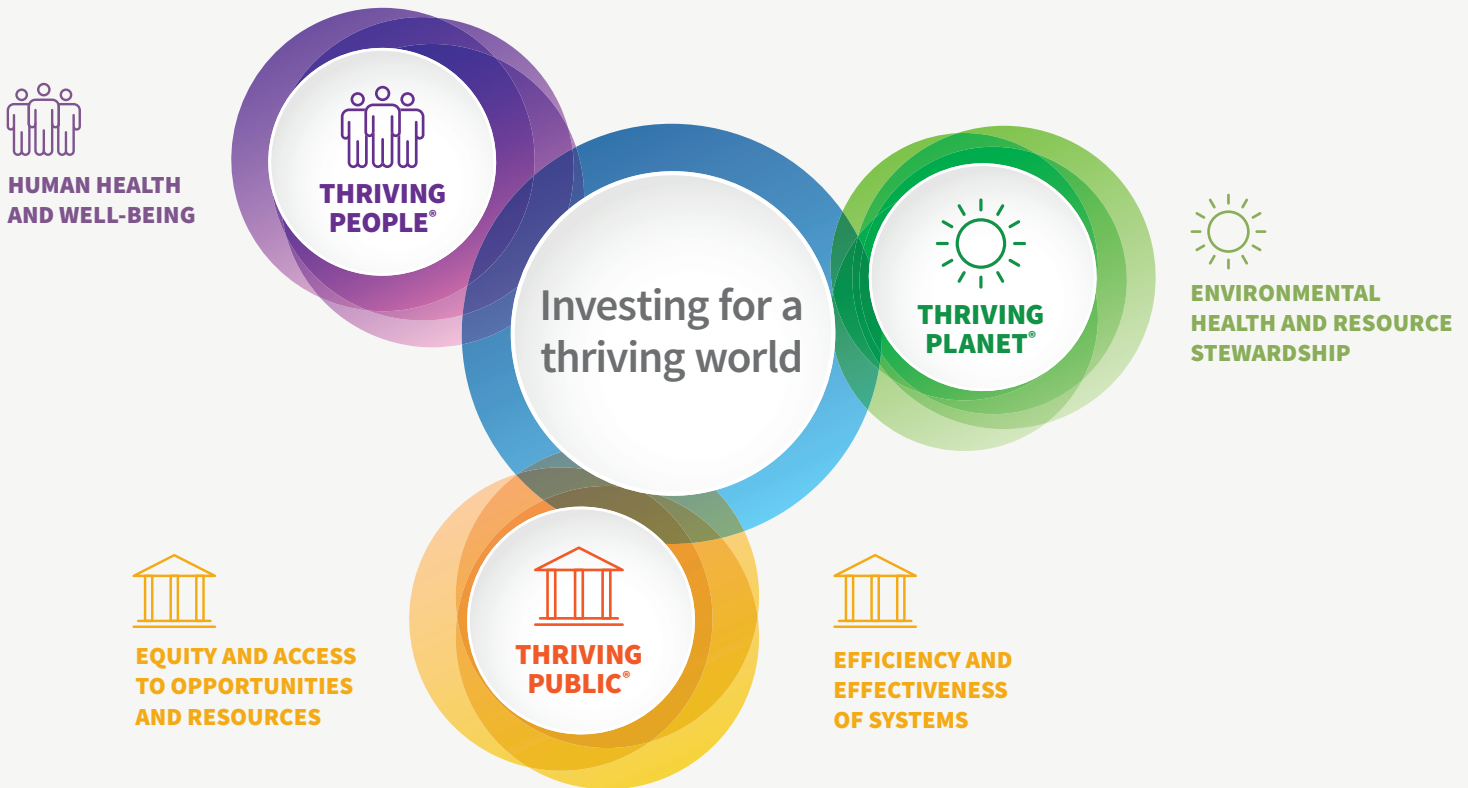 HUMAN HEALTH
AND WELL-BEING
THRIVING
PEOPLE®
Investing for a
thriving world
THRIVING
PLANET®
ENVIRONMENTAL
HEALTH AND RESOURCE
STEWARDSHIP
EQUITY AND ACCESS
TO OPPORTUNITIES
AND RESOURCES
THRIVING
PUBLIC®
EFFICIENCY AND
EFFECTIVENESS
OF SYSTEMS